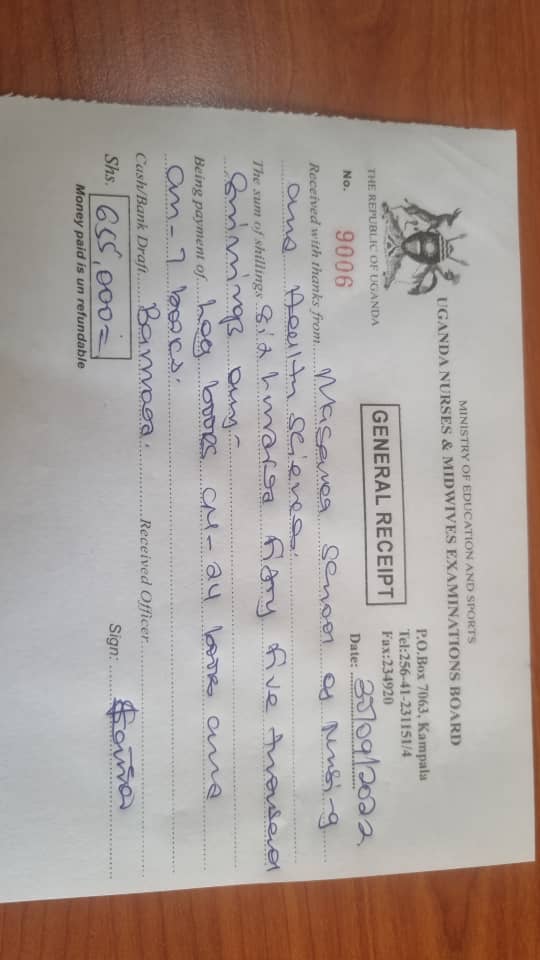 MINISTRY OF EDUCATION AND SPORTS
UGANDA NURSES & MIDWIVES EXAMINATIONS BOARD
P.O.Box 7063, Kampala
Tel:256-41-231151/4
Fax:234920
THE REPUBLIC OF UGANDA
GENERAL RECEIPT
No. 9006
Date: 30/09/2022
Received with thanks from School of Nursing
and Health Sciences.
The sum of shillings Six hundred fifty five thousand
Shillings only-
Being payment of Log books CM-24 books and
CN-7 books.
Cash/Bank Draft Received Officer
Shs. 655,000=
Sign:
Money paid is un refundable